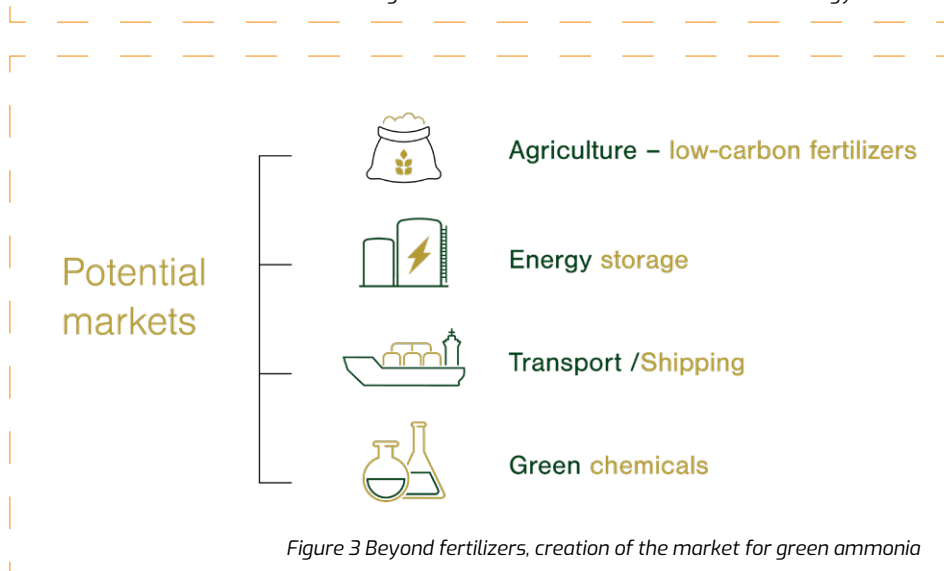 Agriculture – low-carbon fertilizers
Energy storage
Potential
markets
Transport /Shipping
Green chemicals
Figure 3 Beyond fertilizers, creation of the market for green ammonia